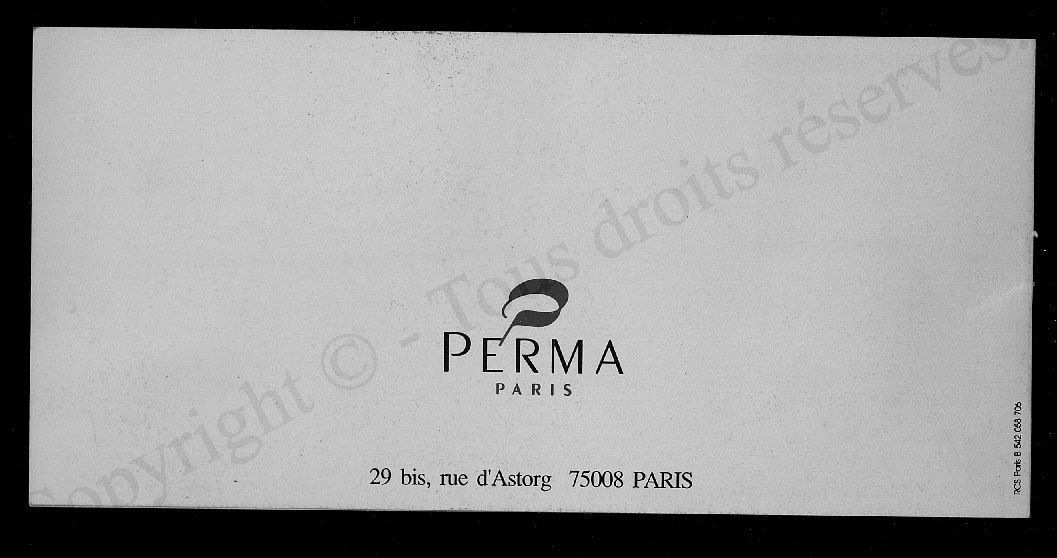 Copyright © - Tous droits réservés.
PERMA
PARIS
29 bis, rue d'Astorg 75008 PARIS
RCS Paris B 542 068 706